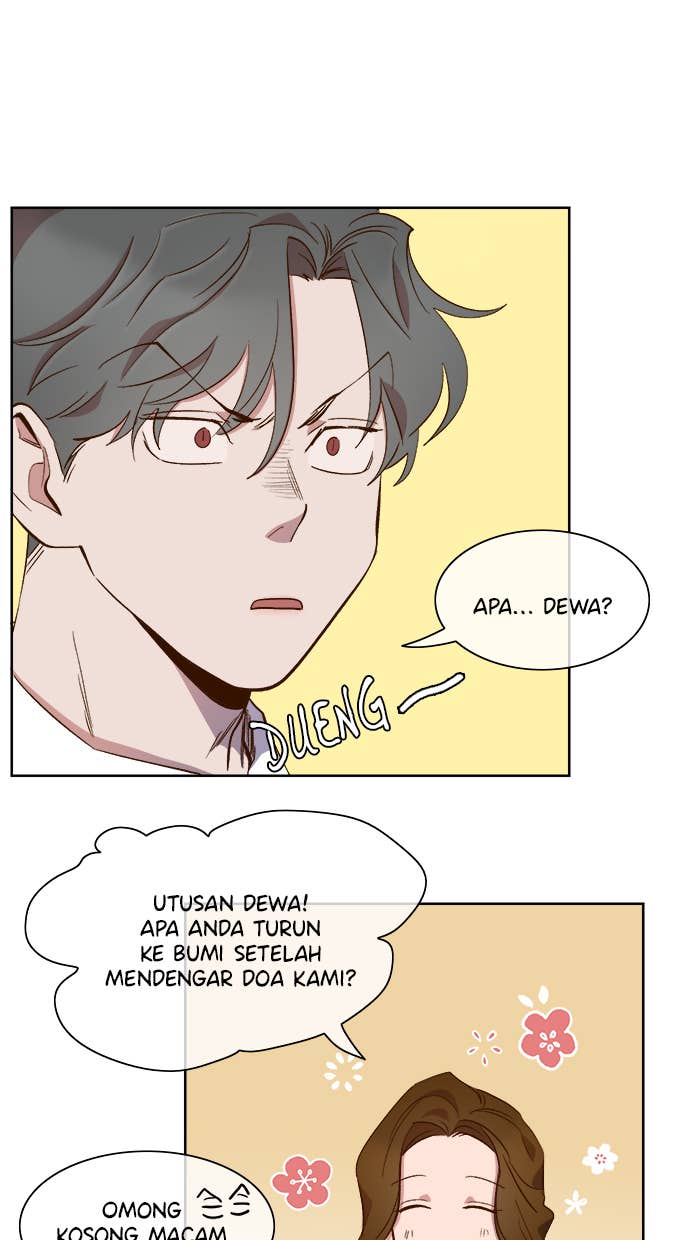 APA... DEWA?
DUENG
UTUSAN DEWA!
APA ANDA TURUN
KE BUMI SETELAH
MENDENGAR DOA KAMI?
OMONG
KOSONG MACAM